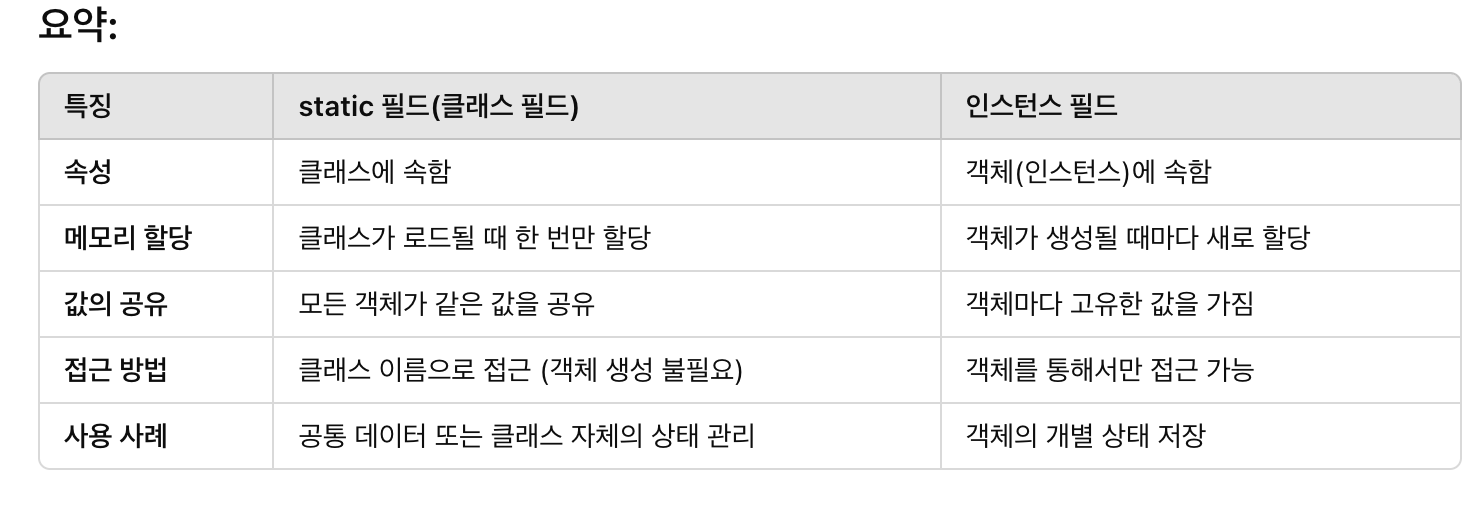 요약:
특징 static 필드(클래스 필드) 인스턴스 필드
속성 클래스에 속함 객체(인스턴스)에 속함
메모리 할당 클래스가 로드될 때 한 번만 할당 객체가 생성될 때마다 새로 할당
값의 공유 모든 객체가 같은 값을 공유 객체마다 고유한 값을 가짐
접근 방법 클래스 이름으로 접근 (객체 생성 불필요) 객체를 통해서만 접근 가능
사용 사례 공통 데이터 또는 클래스 자체의 상태 관리 객체의 개별 상태 저장